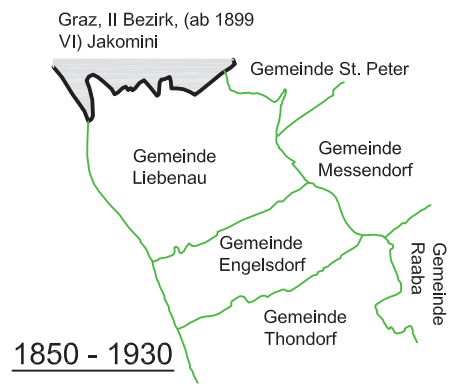 Graz, II Bezirk, (ab 1899
VI) Jakomini
Gemeinde St. Peter
Gemeinde
Messendorf
Gemeinde
Liebenau
Gemeinde
Engelsdorf
Gemeinde
Raaba
Gemeinde
Thondorf
1850 - 1930